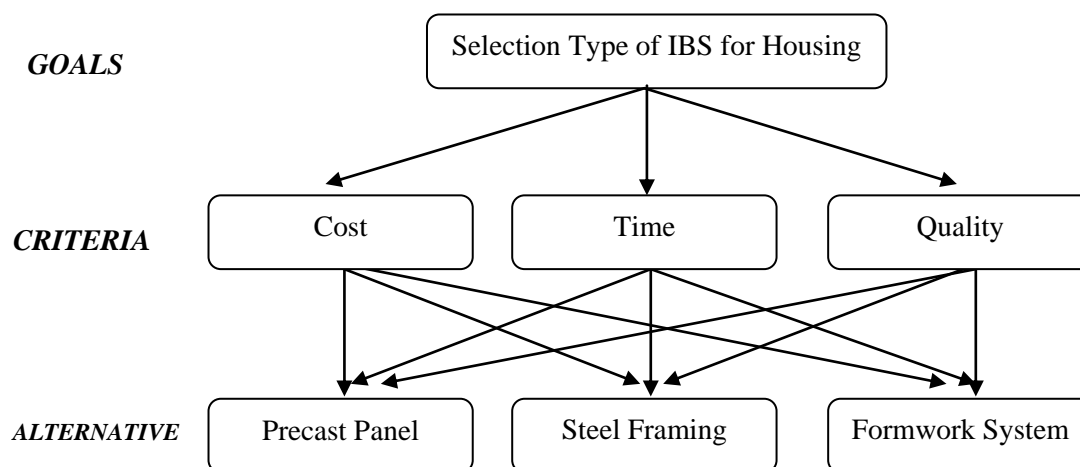 GOALS
Selection Type of IBS for Housing
CRITERIA
Cost
Time
Quality
ALTERNATIVE
Precast Panel
Steel Framing
Formwork System